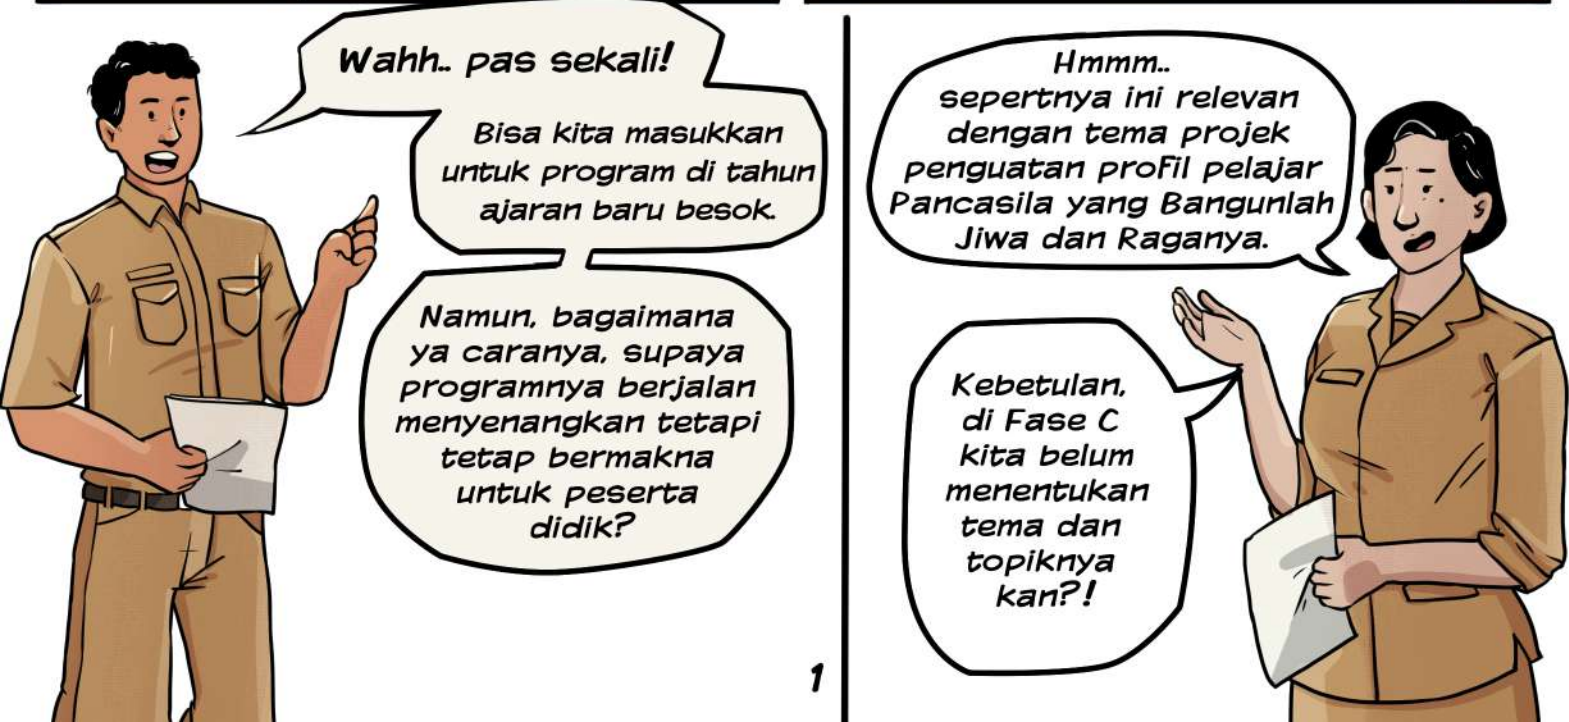 Wahh.. pas sekali!
Bisa kita masukkan
untuk program di tahun
ajaran baru besok.
Namun, bagaimana
ya caranya, supaya
programnya berjalan
menyenangkan tetapi
tetap bermakna
untuk peserta
didik?
1
Hmmm..
sepertnya ini relevan
dengan tema projek
penguatan profil pelajar
Pancasila yang Bangunlah
Jiwa dan Raganya.
Kebetulan,
di Fase C
kita belum
menentukan
tema dan
topiknya
kan?!